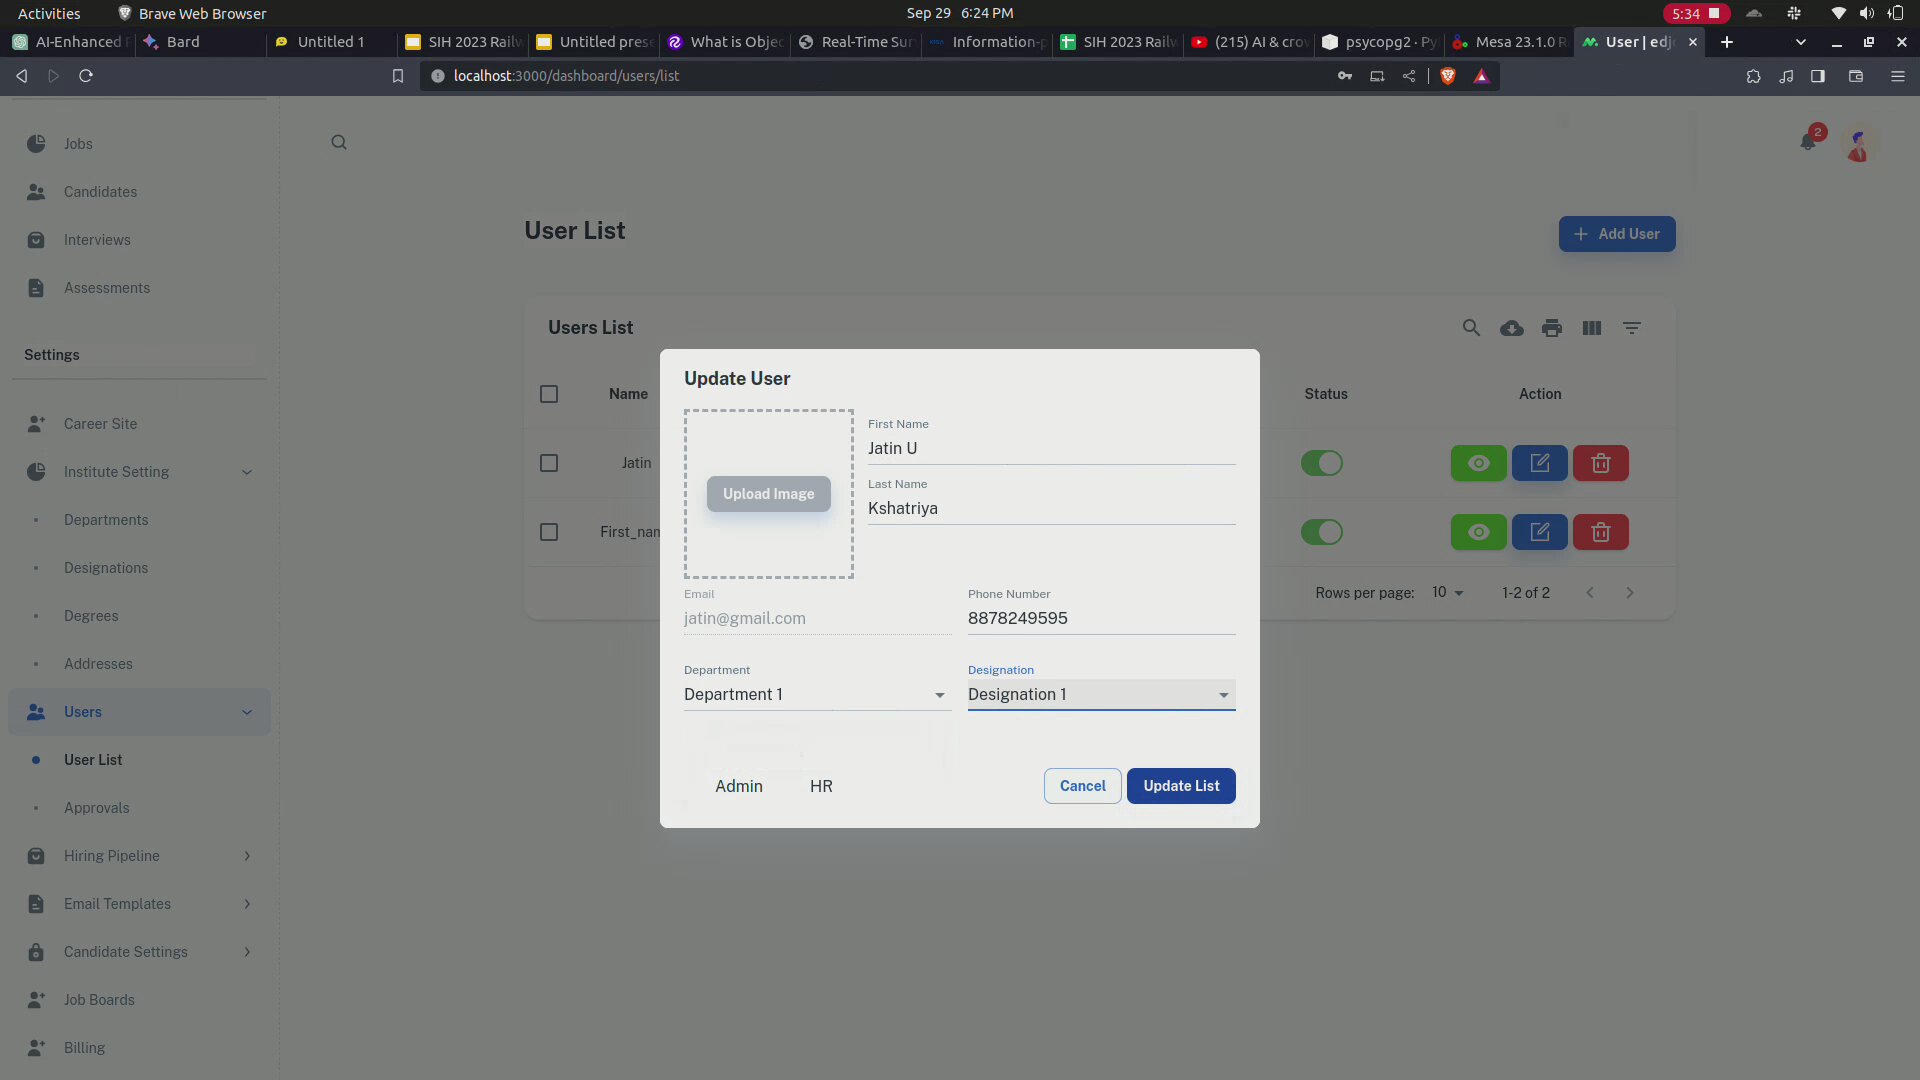 Activities
Brave Web Browser
Sep 29 6:24 PM
5:34
AI-Enhanced
Bard
Untitled 1
SIH 2023 Railw
Untitled prese
What is Objec
Real-Time Sur
Information-p
SIH 2023 Railw
(215) AI & crow
psycopg2 · Py
Mesa 23.1.0 R
User | edjo
localhost:3000/dashboard/users/list
Jobs
Candidates
Interviews
Assessments
Settings
Career Site
Institute Setting
Departments
Designations
Degrees
Addresses
Users
User List
Approvals
Hiring Pipeline
Email Templates
Candidate Settings
Job Boards
Billing
2
User List
Add User
Users List
Name
Status
Action
Jatin
First_nam
Rows per page: 10 1-2 of 2
Update User
Upload Image
First Name
Jatin U
Last Name
Kshatriya
Email
jatin@gmail.com
Phone Number
8878249595
Department
Department 1
Designation
Designation 1
Admin
HR
Cancel
Update List